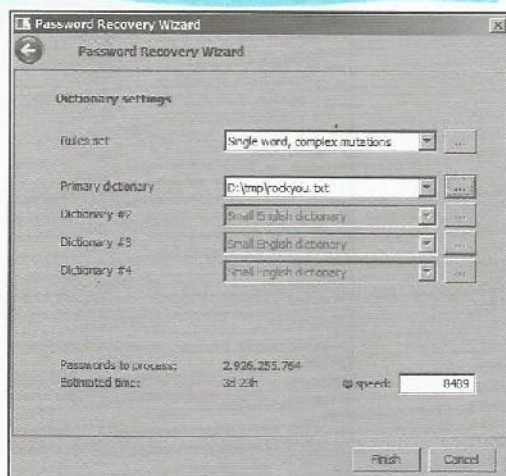 Password Recovery Wizard
Password Recovery Wizard
Dictionary settings
Rules set Single word, complex mutations ...
Primary dictionary D:\tmp\rockyou.txt ...
Dictionary #2 Small English dictionary ...
Dictionary #3 Small English dictionary ...
Dictionary #4 Small English dictionary ...
Passwords to process: 2,926,255,764
Estimated time: 3d 23h @ speed: 8489
Finish Cancel